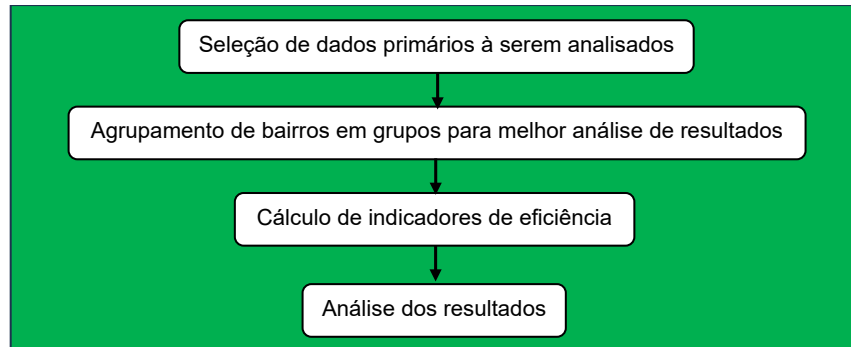 Seleção de dados primários à serem analisados
Agrupamento de bairros em grupos para melhor análise de resultados
Cálculo de indicadores de eficiência
Análise dos resultados